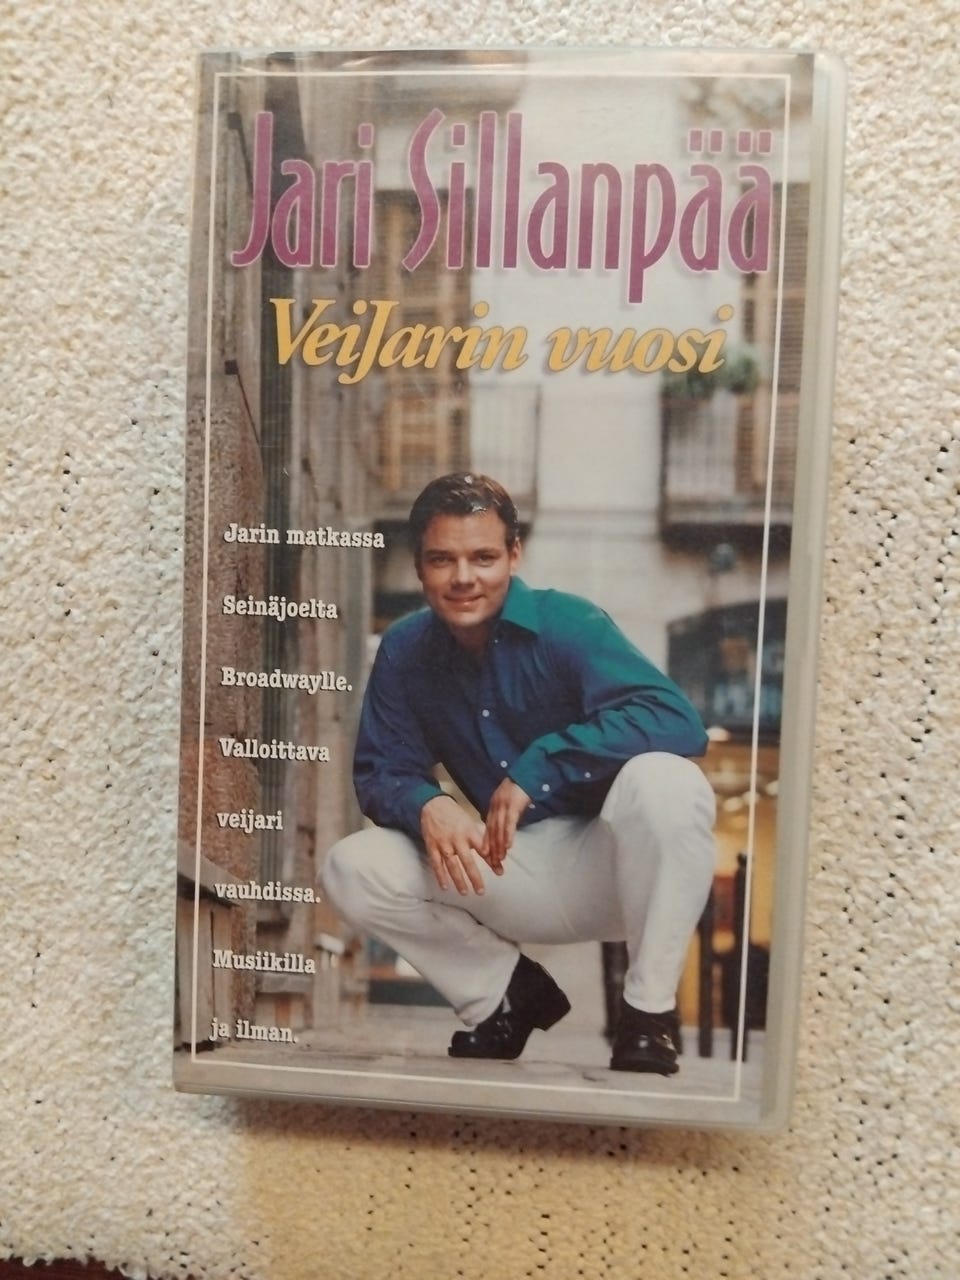 Jari Sillanpää
VeiJarin vuosi
Jarin matkassa
Seinäjoelta
Broadwaylle.
Valloittava
veijari
vauhdissa.
Musiikilla
ja ilman.